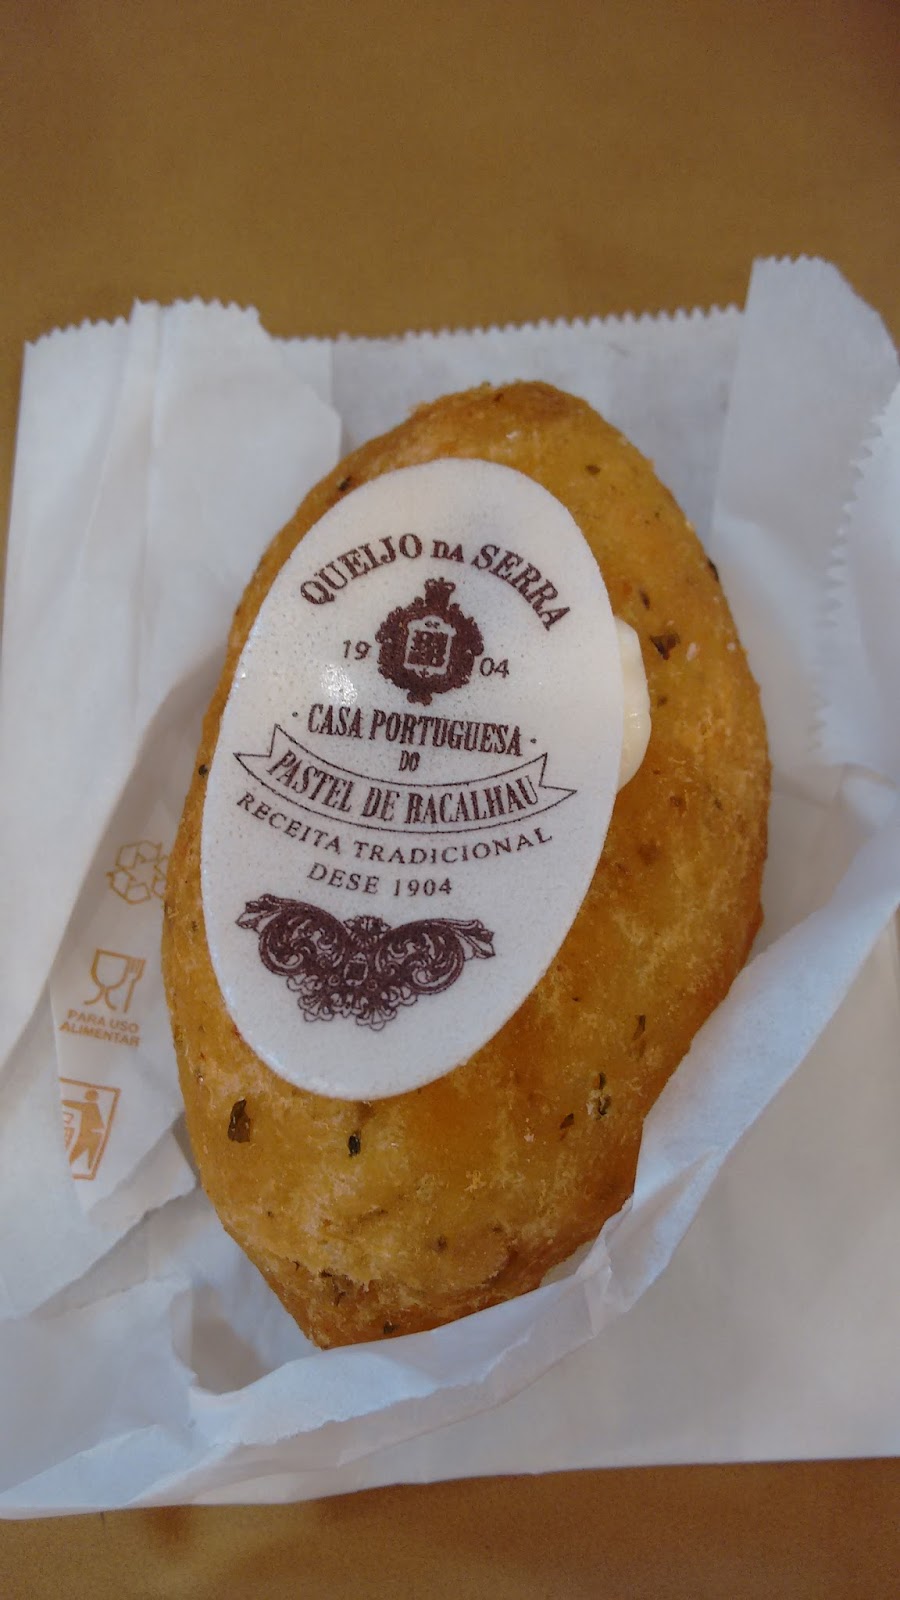 QUEIJO DA SERRA
19 04
· CASA PORTUGUESA ·
DO
PASTEL DE BACALHAU
RECEITA TRADICIONAL
DESE 1904
PARA USO
ALIMENTAR